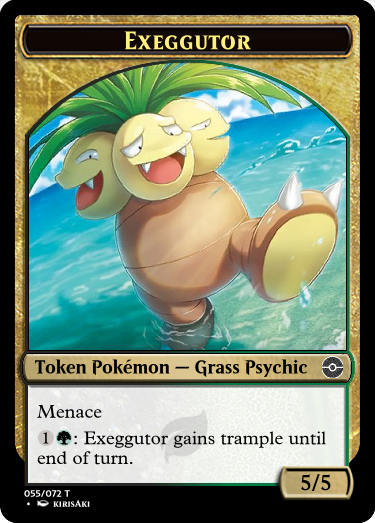 Exeggutor
Token Pokémon — Grass Psychic
Menace
1: Exeggutor gains trample until
end of turn.
5/5
055/072 T
• KIRISAKI